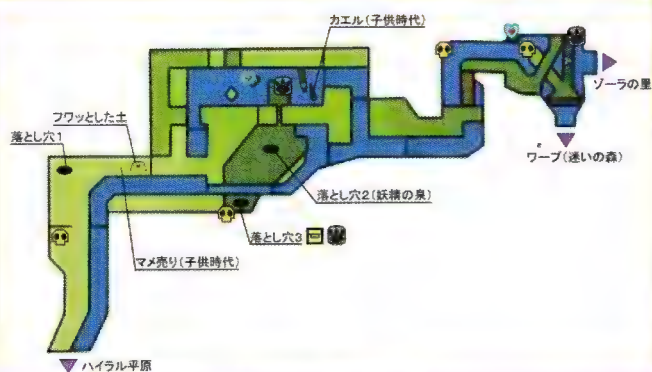 カエル(子供時代)
ゾーラの里
フワッとした土
落とし穴1
ワープ(迷いの森)
落とし穴2(妖精の泉)
落とし穴3
マメ売り(子供時代)
ハイラル平原